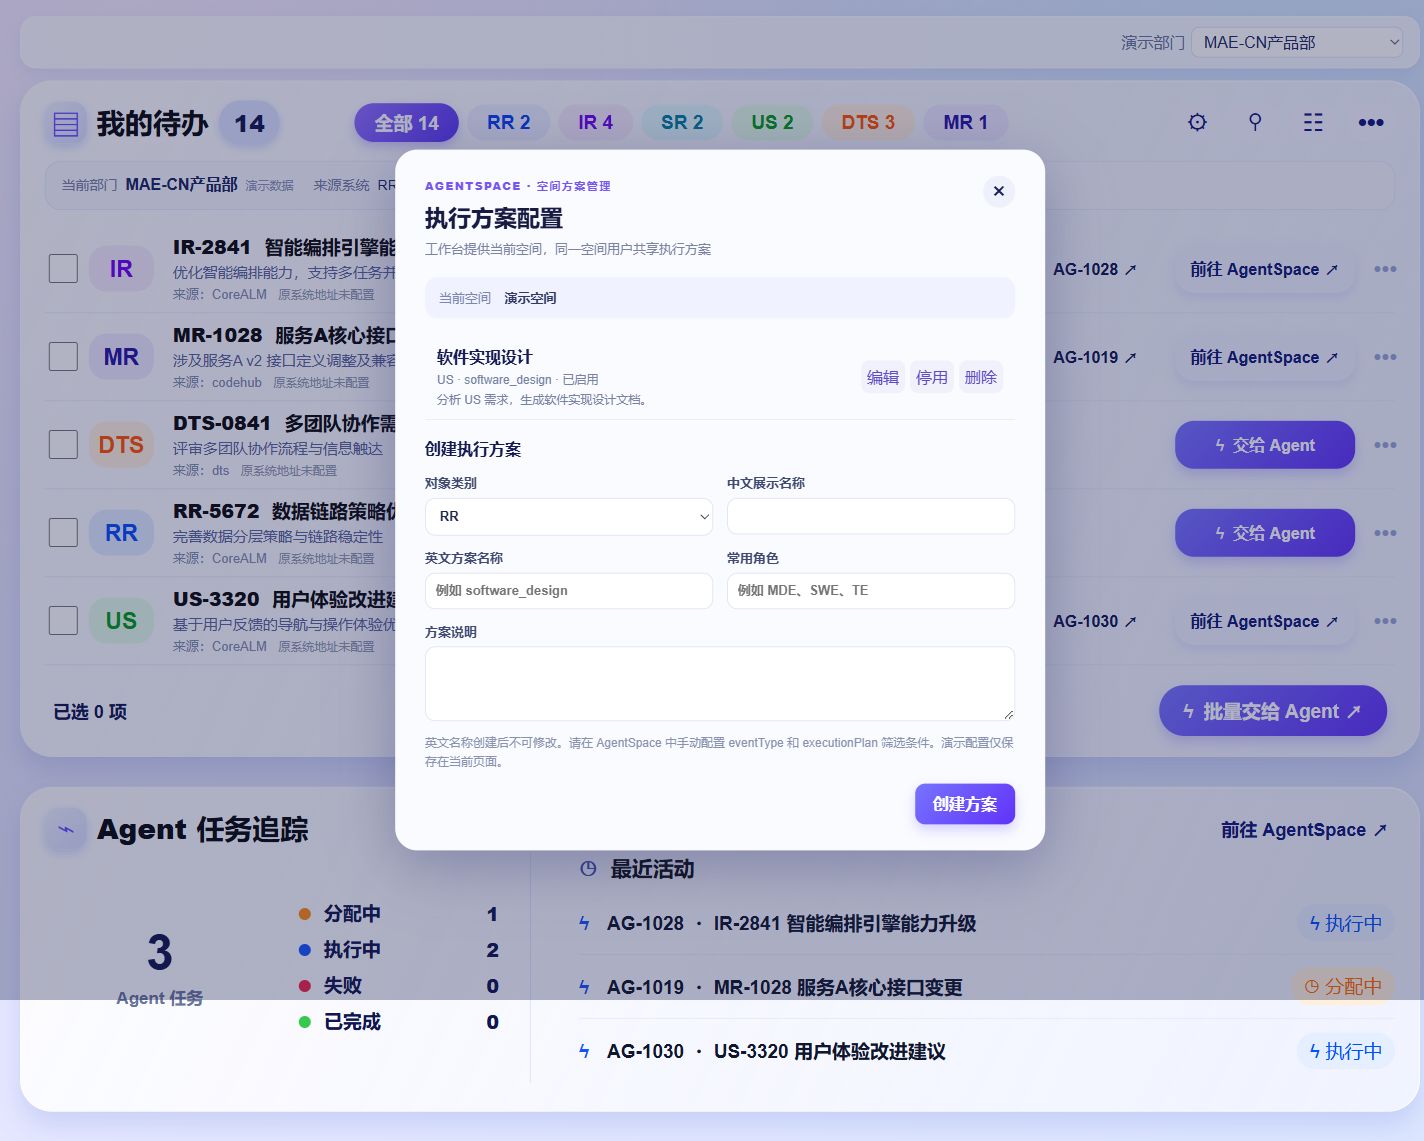 演示部门 MAE-CN产品部
我的待办 14 全部 14 RR 2 IR 4 SR 2 US 2 DTS 3 MR 1
当前部门 MAE-CN产品部 演示数据 来源系统 RR
IR IR-2841 智能编排引擎能
优化智能编排能力，支持多任务并
来源：CoreALM 原系统地址未配置
AG-1028 ↗ 前往 AgentSpace ↗
MR MR-1028 服务A核心接口
涉及服务A v2 接口定义调整及兼容
来源：codehub 原系统地址未配置
AG-1019 ↗ 前往 AgentSpace ↗
DTS DTS-0841 多团队协作需
评审多团队协作流程与信息触达
来源：dts 原系统地址未配置
交给 Agent
RR RR-5672 数据链路策略优
完善数据分层策略与链路稳定性
来源：CoreALM 原系统地址未配置
交给 Agent
US US-3320 用户体验改进建
基于用户反馈的导航与操作体验优
来源：CoreALM 原系统地址未配置
AG-1030 ↗ 前往 AgentSpace ↗
已选 0 项
批量交给 Agent ↗
AGENTSPACE · 空间方案管理
执行方案配置
工作台提供当前空间，同一空间用户共享执行方案
当前空间 演示空间
软件实现设计
US · software_design · 已启用
分析 US 需求，生成软件实现设计文档。
编辑 停用 删除
创建执行方案
对象类别 中文展示名称
RR
英文方案名称 常用角色
例如 software_design 例如 MDE、SWE、TE
方案说明
英文名称创建后不可修改。请在 AgentSpace 中手动配置 eventType 和 executionPlan 筛选条件。演示配置仅保
存在当前页面。
创建方案
Agent 任务追踪
前往 AgentSpace ↗
3
Agent 任务
分配中 1
执行中 2
失败 0
已完成 0
最近活动
AG-1028 · IR-2841 智能编排引擎能力升级 执行中
AG-1019 · MR-1028 服务A核心接口变更 分配中
AG-1030 · US-3320 用户体验改进建议 执行中